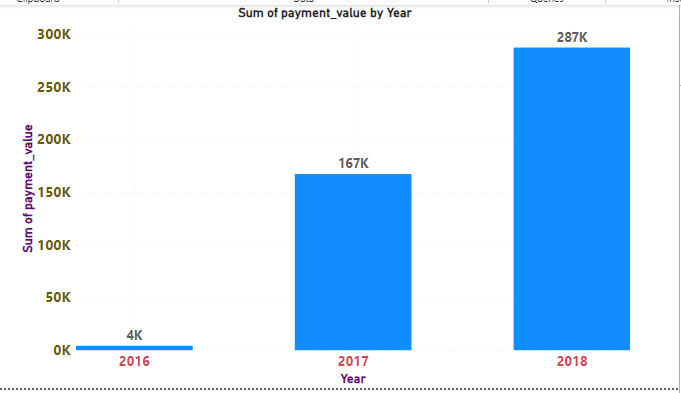 Sum of payment_value by Year
300K
287K
250K
200K
167K
150K
100K
50K
4K
0K
Sum of payment_value
2016 2017 2018
Year